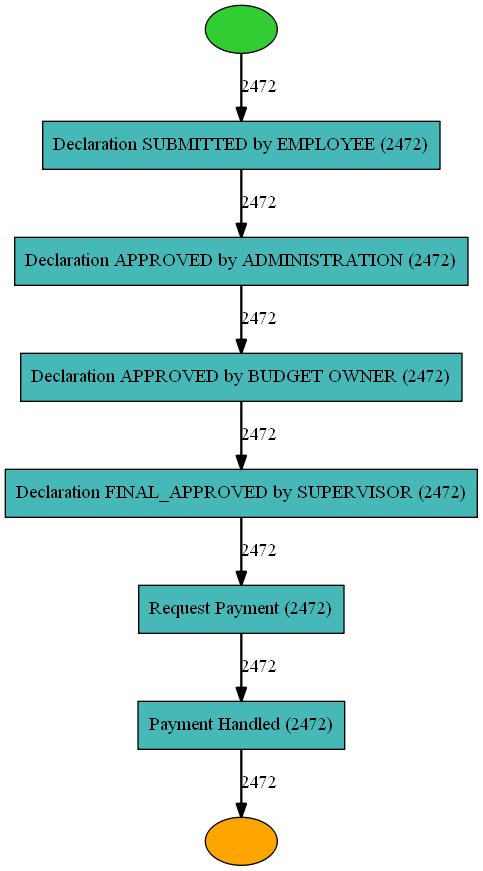 2472
Declaration SUBMITTED by EMPLOYEE (2472)
2472
Declaration APPROVED by ADMINISTRATION (2472)
2472
Declaration APPROVED by BUDGET OWNER (2472)
2472
Declaration FINAL_APPROVED by SUPERVISOR (2472)
2472
Request Payment (2472)
2472
Payment Handled (2472)
2472